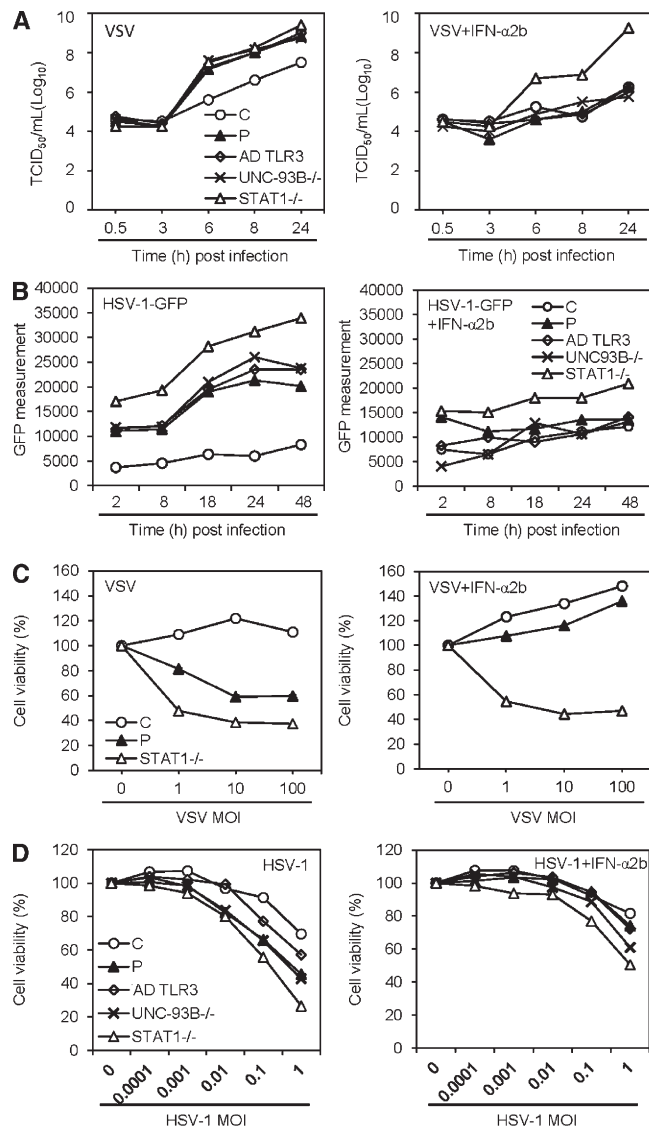 A
VSV
TCID50/mL(Log10)
10
8
6
4
2
0
C
P
AD TLR3
UNC-93B-/-
STAT1-/-
0.5 3 6 8 24
Time (h) post infection
VSV+IFN-α2b
TCID50/mL(Log10)
10
8
6
4
2
0
0.5 3 6 8 24
Time (h) post infection
B
HSV-1-GFP
GFP measurement
40000
35000
30000
25000
20000
15000
10000
5000
0
2 8 18 24 48
Time (h) post infection
HSV-1-GFP
+IFN-α2b
GFP measurement
40000
35000
30000
25000
20000
15000
10000
5000
0
C
P
AD TLR3
UNC93B-/-
STAT1-/-
2 8 18 24 48
Time (h) post infection
C
VSV
Cell viability (%)
160
140
120
100
80
60
40
20
0
C
P
STAT1-/-
0 1 10 100
VSV MOI
VSV+IFN-α2b
Cell viability (%)
160
140
120
100
80
60
40
20
0
0 1 10 100
VSV MOI
D
HSV-1
Cell viability (%)
120
100
80
60
40
20
0
C
P
AD TLR3
UNC-93B-/-
STAT1-/-
0 0.0001 0.001 0.01 0.1 1
HSV-1 MOI
HSV-1+IFN-α2b
Cell viability (%)
120
100
80
60
40
20
0
0 0.0001 0.001 0.01 0.1 1
HSV-1 MOI